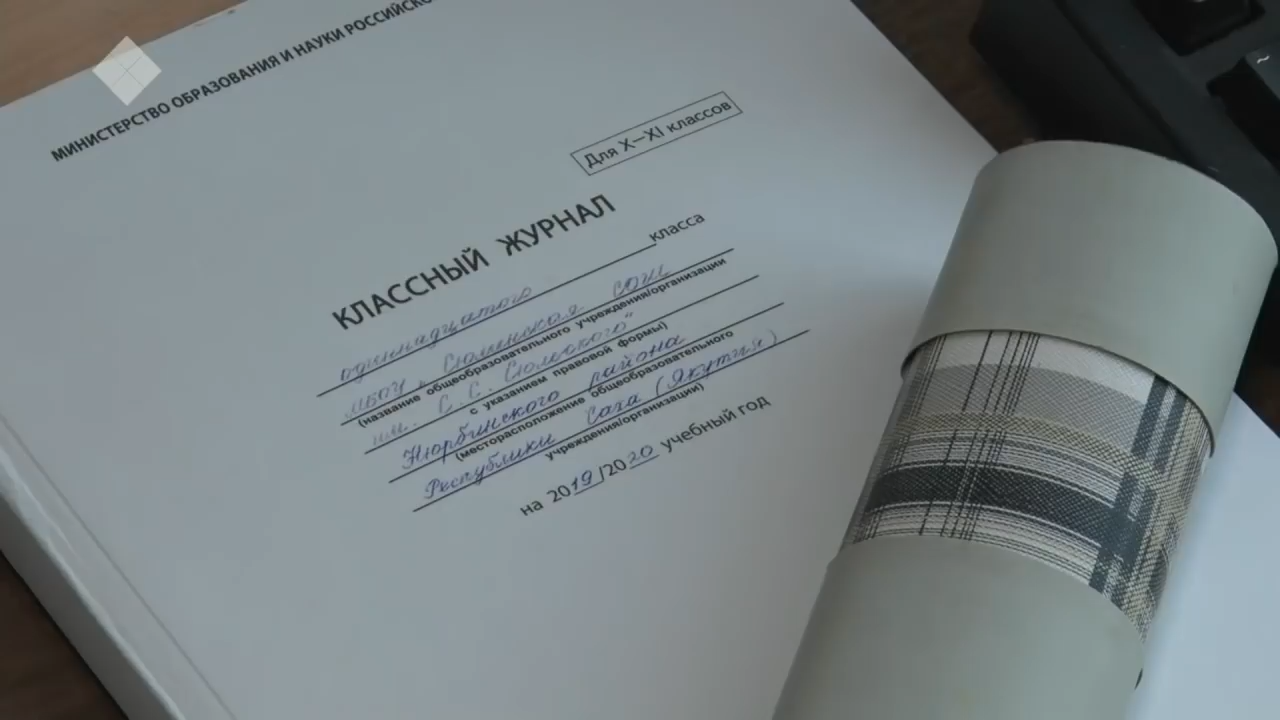 МИНИСТЕРСТВО ОБРАЗОВАНИЯ И НАУКИ РОССИЙСКО
Для X—XI классов
КЛАССНЫЙ ЖУРНАЛ
одиннадцатого класса
МБОУ „ Сюлинская СОШ
(название общеобразовательного учреждения/организации
им. С. С. Сюльского"
с указанием правовой формы)
Нюрбинского района
(месторасположение общеобразовательного
Республики Саха (Якутия)
учреждения/организации)
на 2019/2020 учебный год